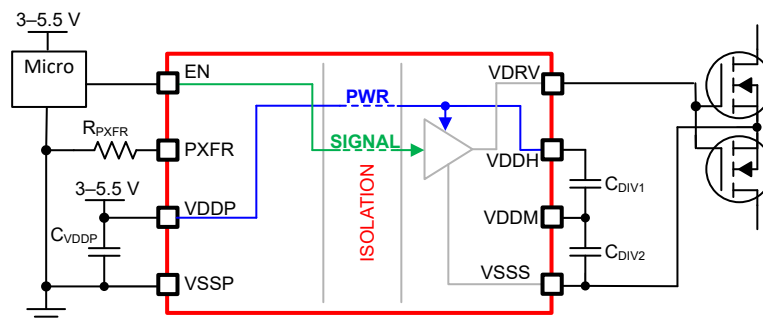 3–5.5 V
Micro
EN
VDRV
PWR
RPXFR
PXFR
SIGNAL
VDDH
ISOLATION
CDIV1
3–5.5 V
VDDP
VDDM
CVDDP
CDIV2
VSSP
VSSS